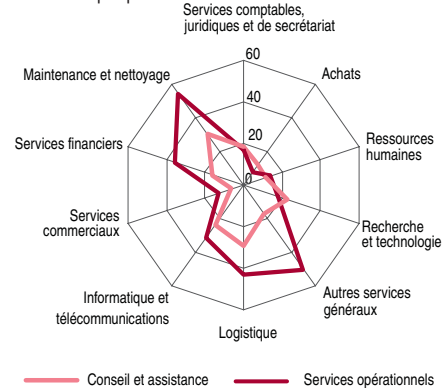 Services comptables,
juridiques et de secrétariat
60
Maintenance et nettoyage
Achats
40
Services financiers
20
Ressources
humaines
0
Services
commerciaux
Recherche
et technologie
Informatique et
télécommunications
Autres services
généraux
Logistique
Conseil et assistance
Services opérationnels